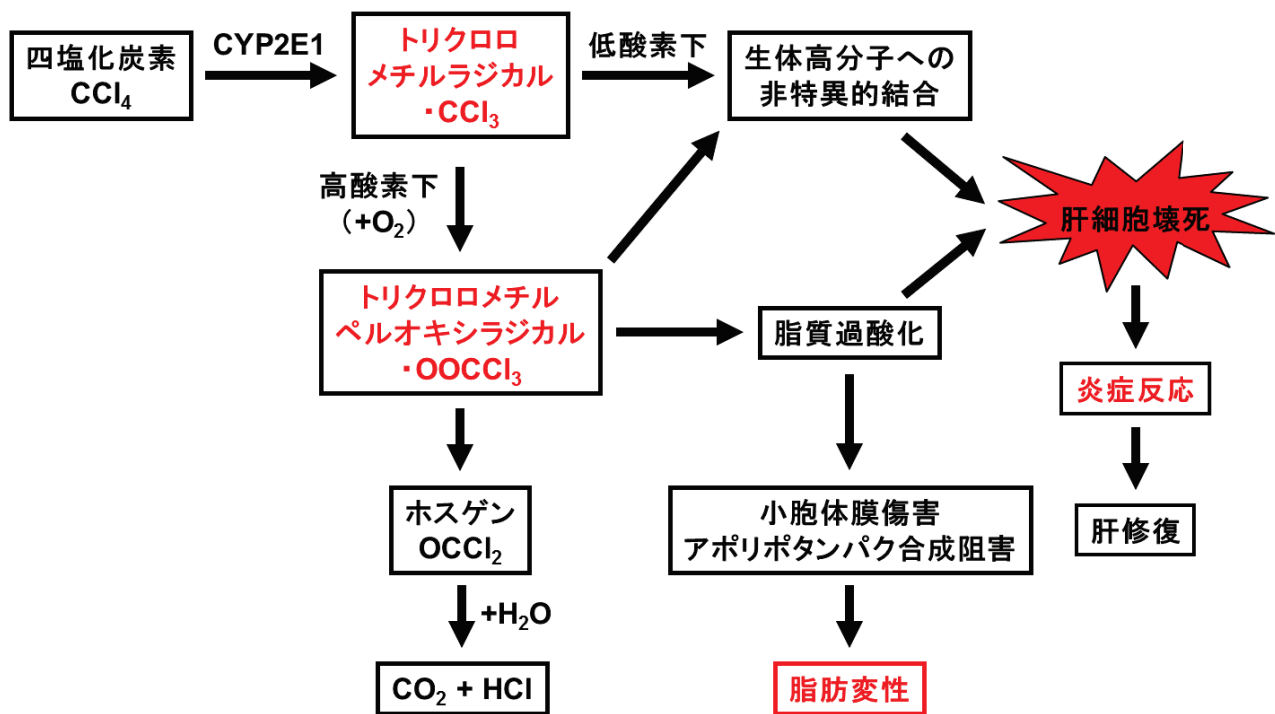 四塩化炭素
CCl₄
CYP2E1
トリクロロ
メチルラジカル
・CCl₃
低酸素下
生体高分子への
非特異的結合
高酸素下
（+O₂）
肝細胞壊死
トリクロロメチル
ペルオキシラジカル
・OOCCl₃
脂質過酸化
炎症反応
ホスゲン
OCCl₂
小胞体膜傷害
アポリポタンパク合成阻害
肝修復
+H₂O
CO₂ + HCl
脂肪変性